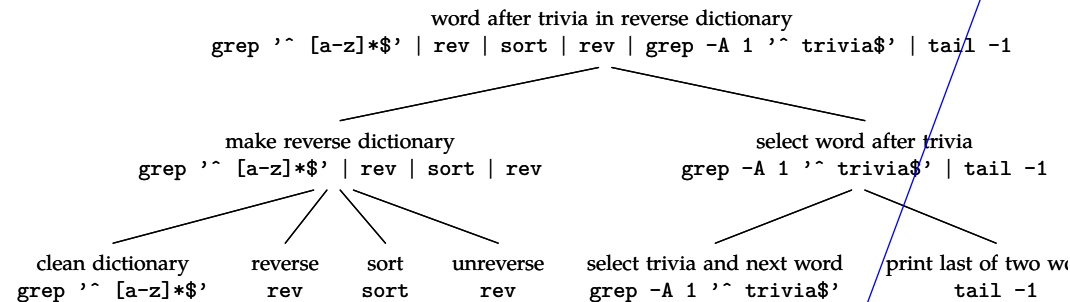 word after trivia in reverse dictionary
grep '^ [a-z]*$' | rev | sort | rev | grep -A 1 '^ trivia$' | tail -1
make reverse dictionary
grep '^ [a-z]*$' | rev | sort | rev
select word after trivia
grep -A 1 '^ trivia$' | tail -1
clean dictionary
grep '^ [a-z]*$'
reverse
rev
sort
sort
unreverse
rev
select trivia and next word
grep -A 1 '^ trivia$'
print last of two
tail -1